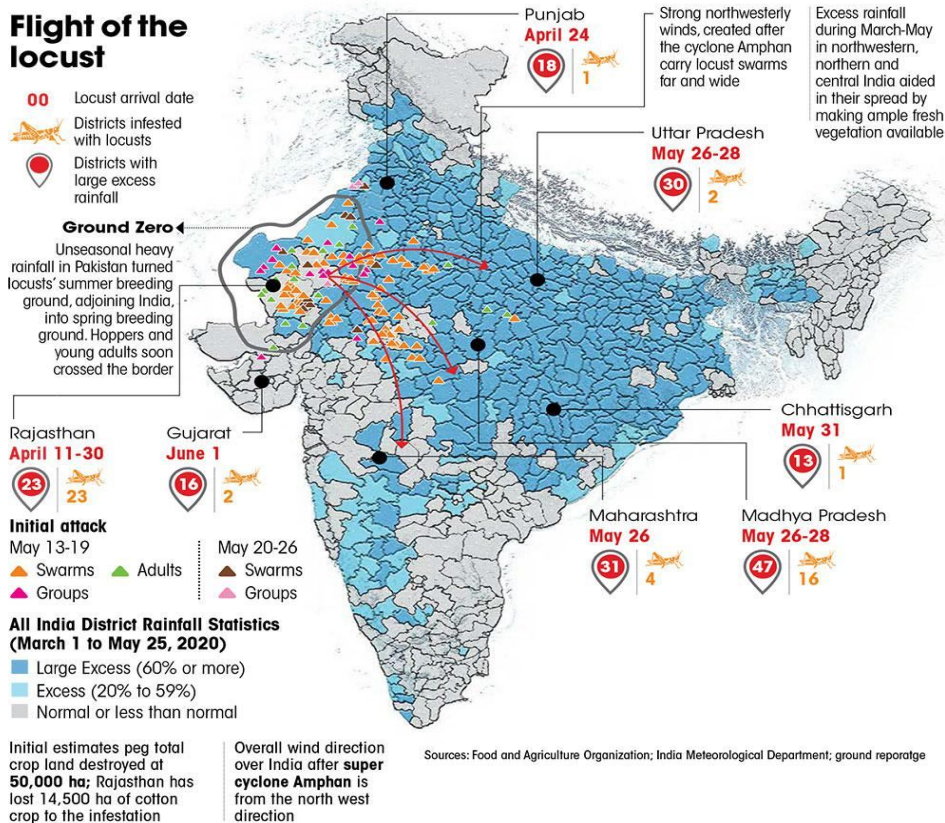 Flight of the
locust
00 Locust arrival date
Districts infested
with locusts
Districts with
large excess
rainfall
Punjab
April 24
18
1
Strong northwesterly
winds, created after
the cyclone Amphan
carry locust swarms
far and wide
Excess rainfall
during March-May
in northwestern,
northern and
central India aided
in their spread by
making ample fresh
vegetation available
Uttar Pradesh
May 26-28
30
2
Ground Zero
Unseasonal heavy
rainfall in Pakistan turned
locusts' summer breeding
ground, adjoining India,
into spring breeding
ground. Hoppers and
young adults soon
crossed the border
Rajasthan
April 11-30
23
23
Gujarat
June 1
16
2
Chhattisgarh
May 31
13
1
Maharashtra
May 26
31
4
Madhya Pradesh
May 26-28
47
16
Initial attack
May 13-19
Swarms
Adults
Groups
May 20-26
Swarms
Groups
All India District Rainfall Statistics
(March 1 to May 25, 2020)
Large Excess (60% or more)
Excess (20% to 59%)
Normal or less than normal
Initial estimates peg total
crop land destroyed at
50,000 ha; Rajasthan has
lost 14,500 ha of cotton
crop to the infestation
Overall wind direction
over India after super
cyclone Amphan is
from the north west
direction
Sources: Food and Agriculture Organization; India Meteorological Department; ground reporatge